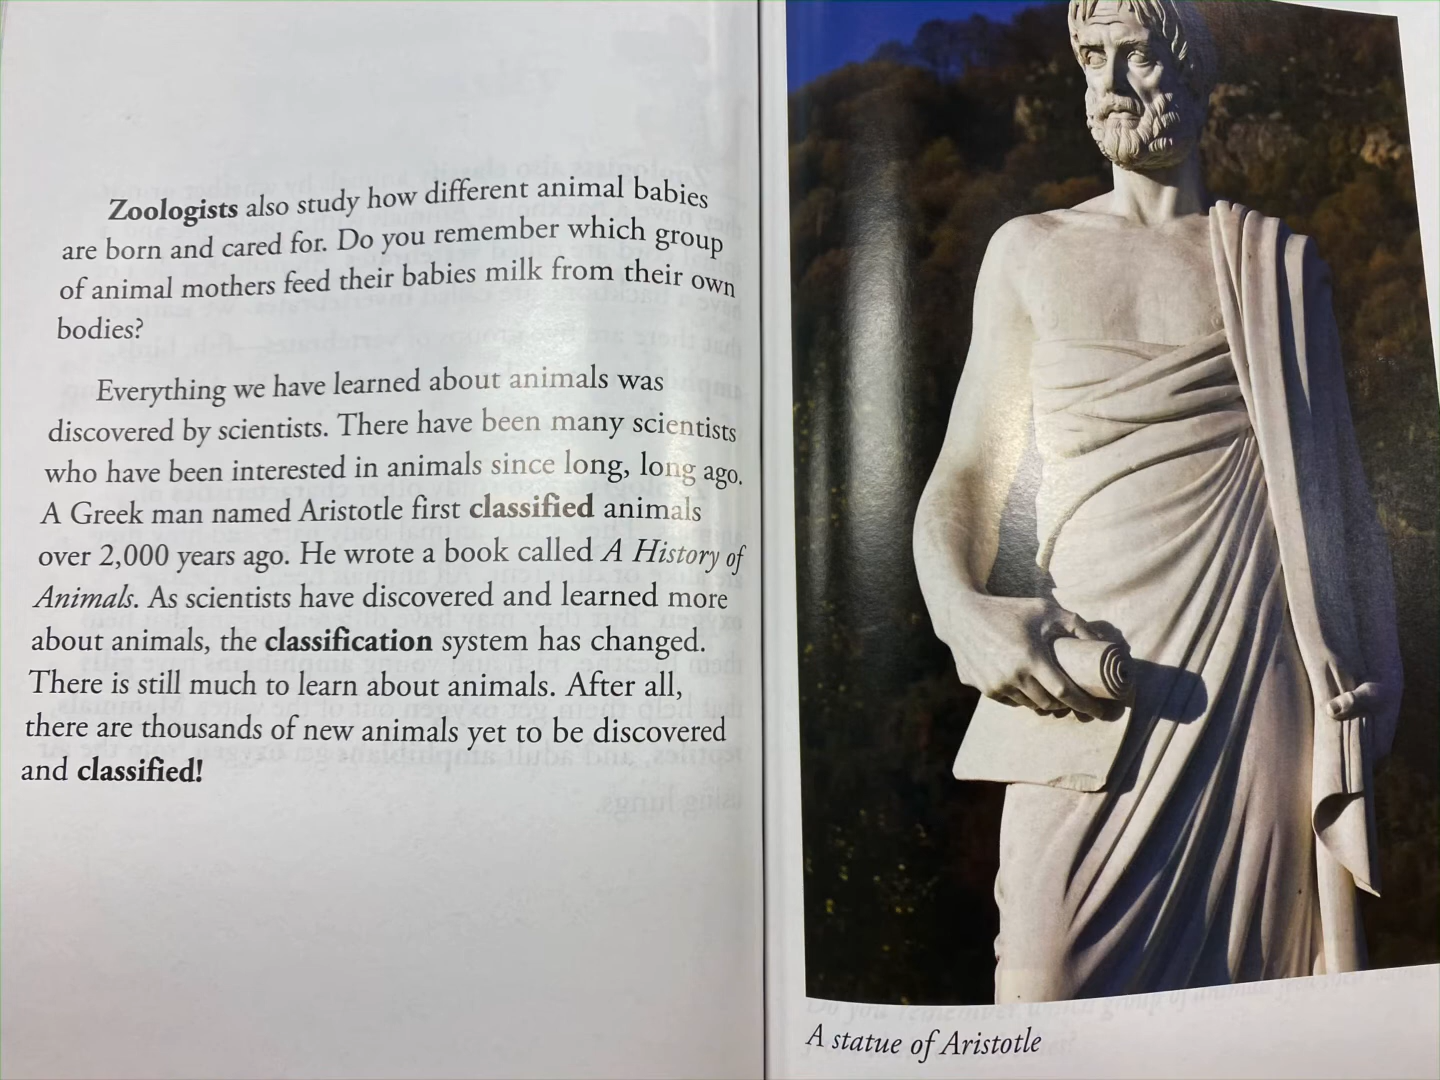 Zoologists also study how different animal babies
are born and cared for. Do you remember which group
of animal mothers feed their babies milk from their own
bodies?
Everything we have learned about animals was
discovered by scientists. There have been many scientists
who have been interested in animals since long, long ago.
A Greek man named Aristotle first classified animals
over 2,000 years ago. He wrote a book called A History of
Animals. As scientists have discovered and learned more
about animals, the classification system has changed.
There is still much to learn about animals. After all,
there are thousands of new animals yet to be discovered
and classified!
A statue of Aristotle